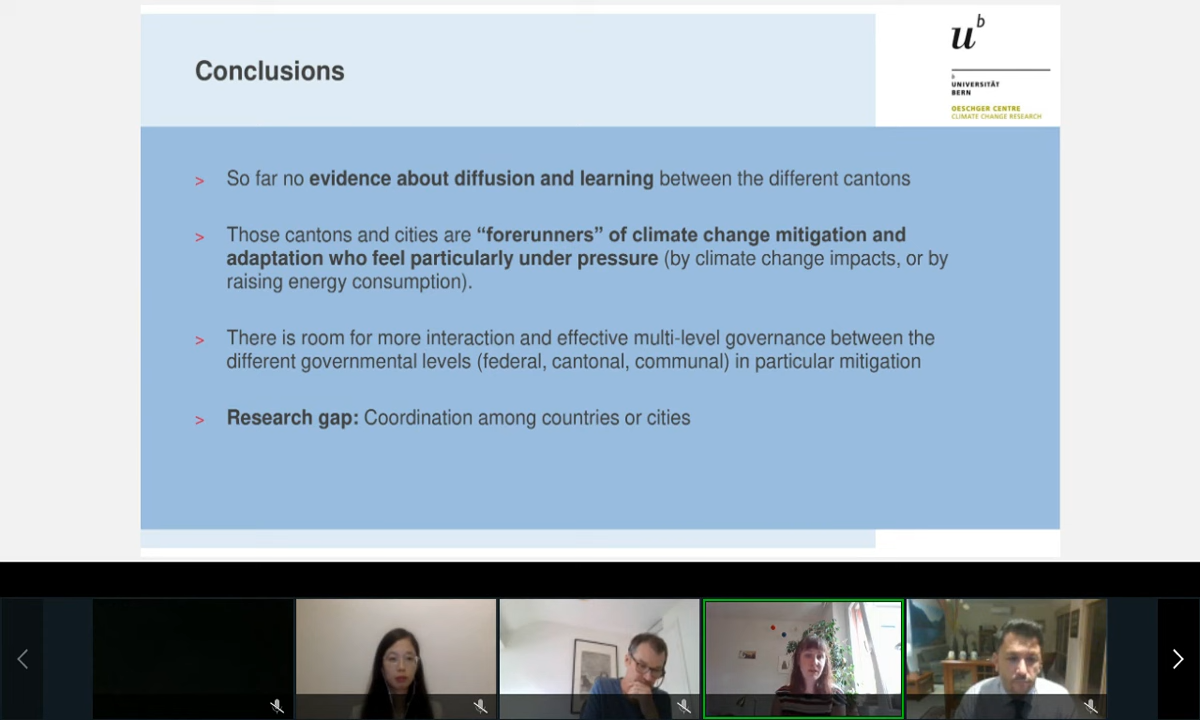 Conclusions
u^b
b
UNIVERSITÄT
BERN
OESCHGER CENTRE
CLIMATE CHANGE RESEARCH
> So far no evidence about diffusion and learning between the different cantons
> Those cantons and cities are “forerunners” of climate change mitigation and
adaptation who feel particularly under pressure (by climate change impacts, or by
raising energy consumption).
> There is room for more interaction and effective multi-level governance between the
different governmental levels (federal, cantonal, communal) in particular mitigation
> Research gap: Coordination among countries or cities